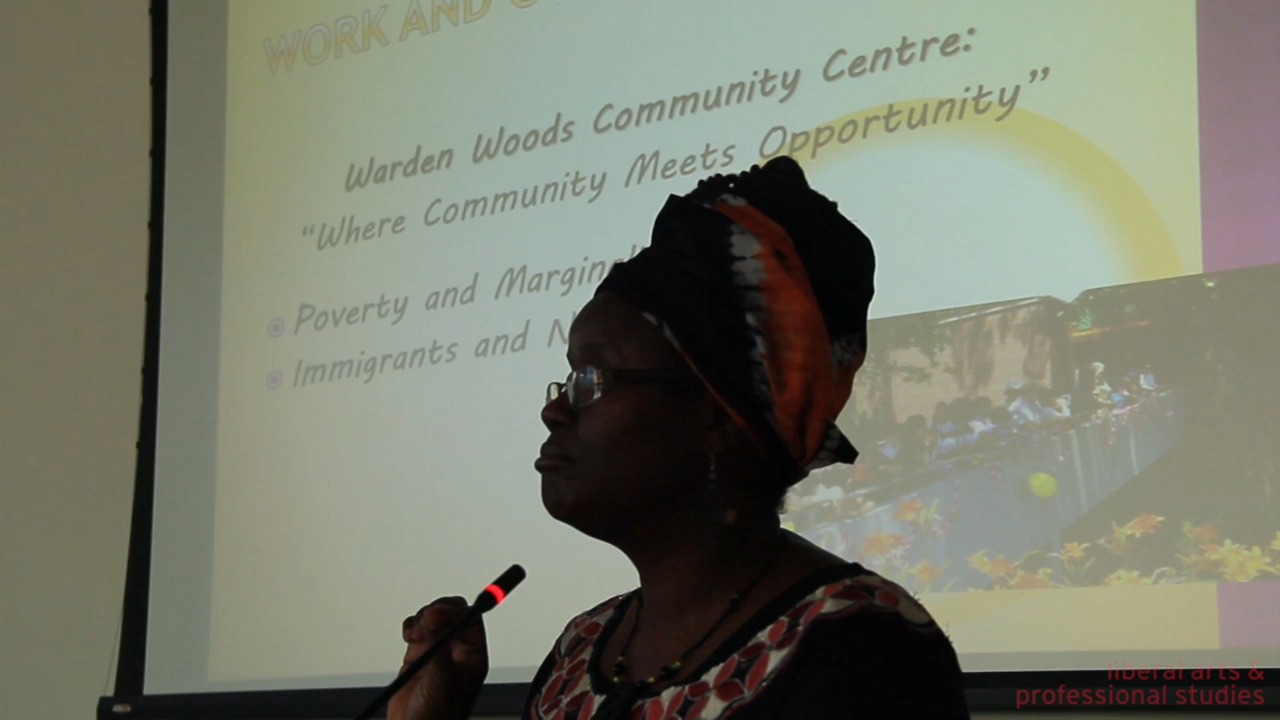 WORK AND
Warden Woods Community Centre:
“Where Community Meets Opportunity”
Poverty and
Immigrants and
liberal arts &
professional studies